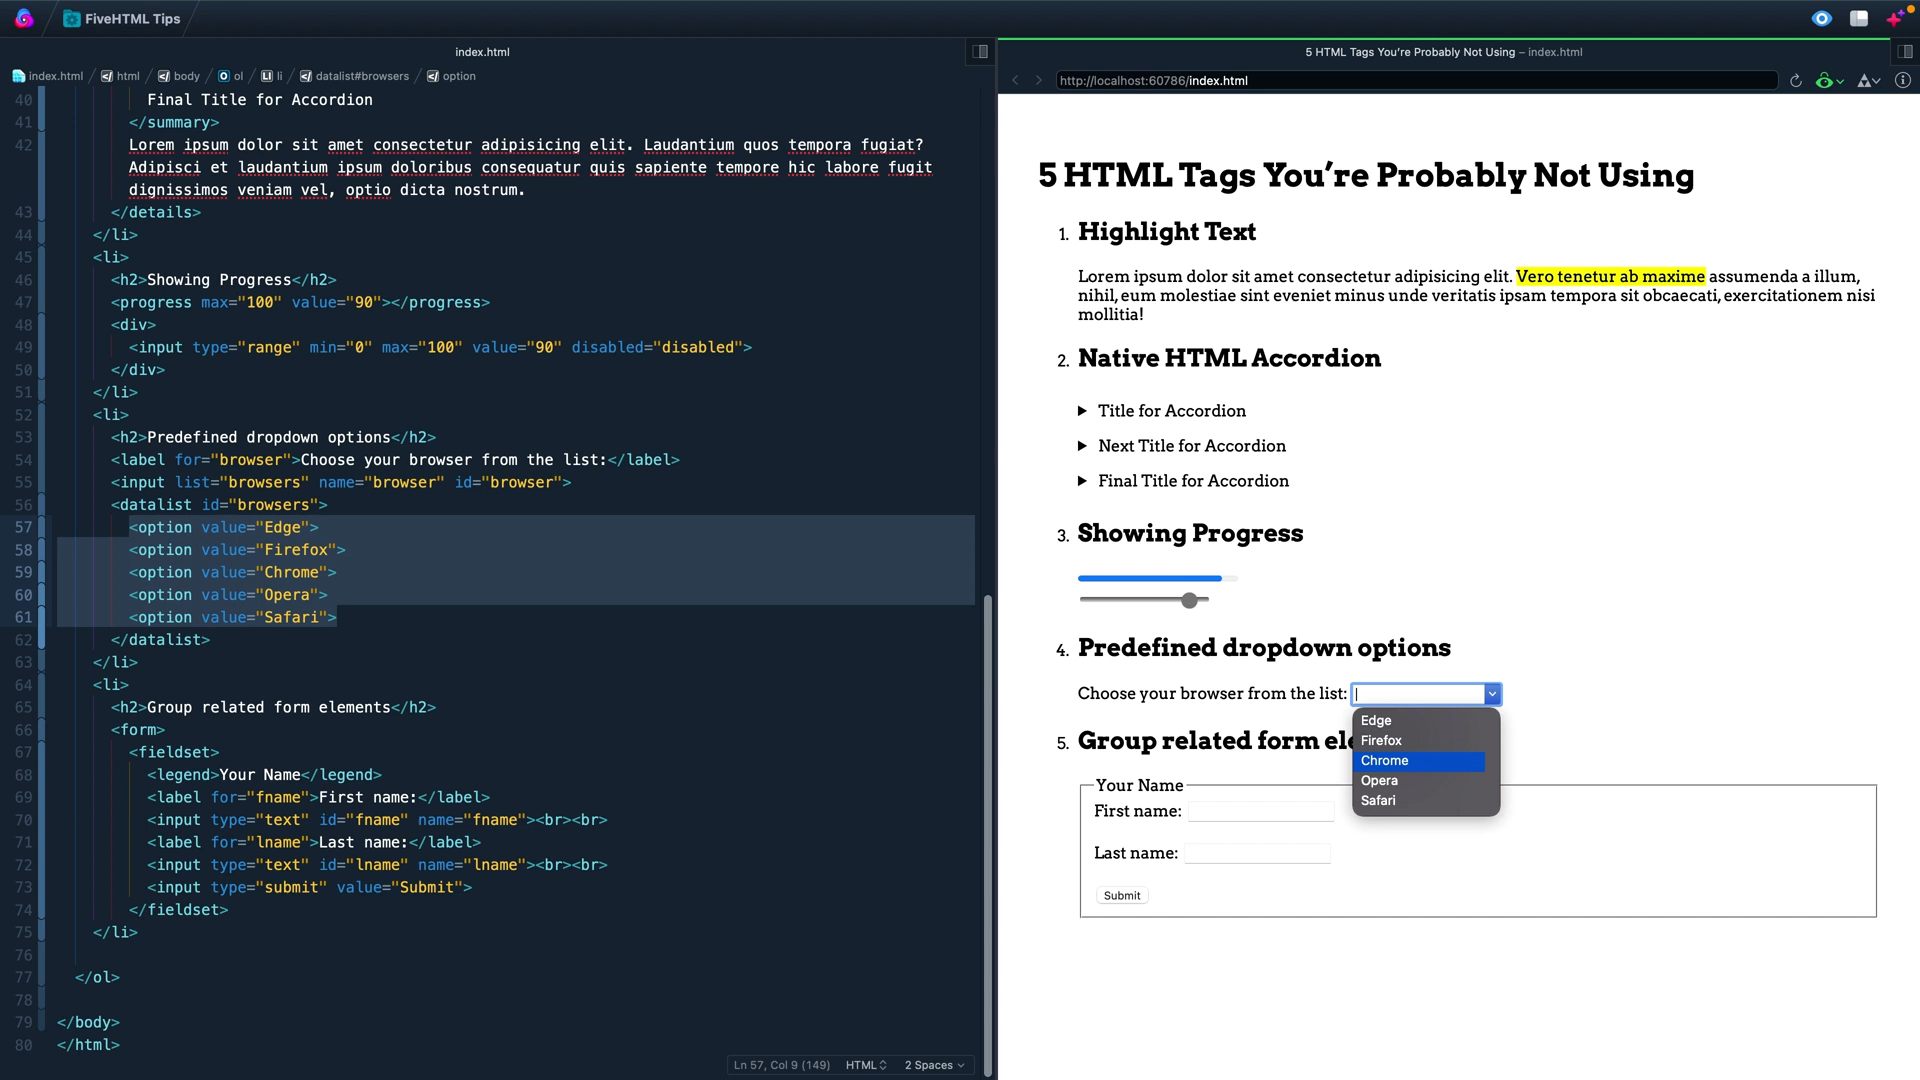 FiveHTML Tips
index.html
index.html html body ol li datalist#browsers option
40 Final Title for Accordion
41 </summary>
42 Lorem ipsum dolor sit amet consectetur adipisicing elit. Laudantium quos tempora fugiat?
Adipisci et laudantium ipsum doloribus consequatur quis sapiente tempore hic labore fugit
dignissimos veniam vel, optio dicta nostrum.
43 </details>
44 </li>
45 <li>
46 <h2>Showing Progress</h2>
47 <progress max="100" value="90"></progress>
48 <div>
49 <input type="range" min="0" max="100" value="90" disabled="disabled">
50 </div>
51 </li>
52 <li>
53 <h2>Predefined dropdown options</h2>
54 <label for="browser">Choose your browser from the list:</label>
55 <input list="browsers" name="browser" id="browser">
56 <datalist id="browsers">
57 <option value="Edge">
58 <option value="Firefox">
59 <option value="Chrome">
60 <option value="Opera">
61 <option value="Safari">
62 </datalist>
63 </li>
64 <li>
65 <h2>Group related form elements</h2>
66 <form>
67 <fieldset>
68 <legend>Your Name</legend>
69 <label for="fname">First name:</label>
70 <input type="text" id="fname" name="fname"><br><br>
71 <label for="lname">Last name:</label>
72 <input type="text" id="lname" name="lname"><br><br>
73 <input type="submit" value="Submit">
74 </fieldset>
75 </li>
76
77 </ol>
78
79 </body>
80 </html>
Ln 57, Col 9 (149) HTML 2 Spaces
5 HTML Tags You're Probably Not Using – index.html
http://localhost:60786/index.html
5 HTML Tags You’re Probably Not Using
1. Highlight Text
Lorem ipsum dolor sit amet consectetur adipisicing elit. Vero tenetur ab maxime assumenda a illum,
nihil, eum molestiae sint eveniet minus unde veritatis ipsam tempora sit obcaecati, exercitationem nisi
mollitia!
2. Native HTML Accordion
Title for Accordion
Next Title for Accordion
Final Title for Accordion
3. Showing Progress
4. Predefined dropdown options
Choose your browser from the list:
Edge
Firefox
Chrome
Opera
Safari
5. Group related form ele
Your Name
First name:
Last name:
Submit